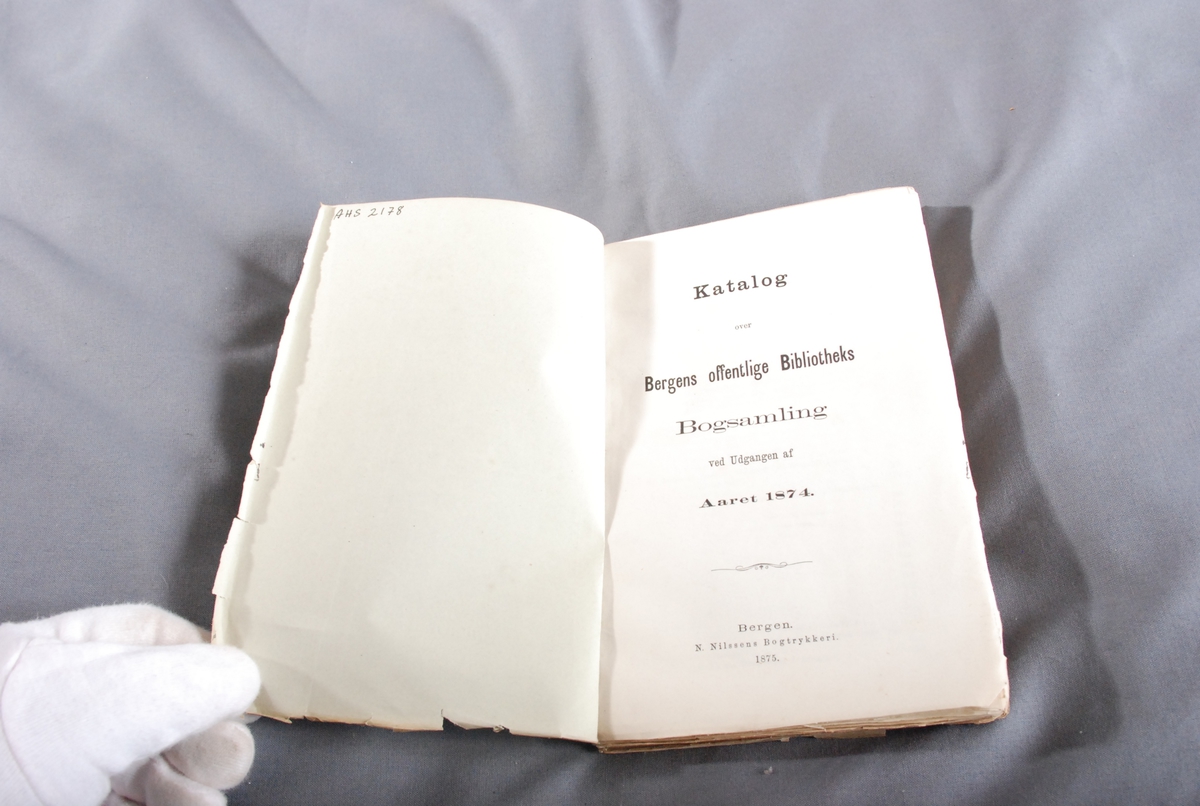 AHS 2178
Katalog
over
Bergens offentlige Bibliotheks
Bogsamling
ved Udgangen af
Aaret 1874.
Bergen.
N. Nilssens Bogtrykkeri.
1875.